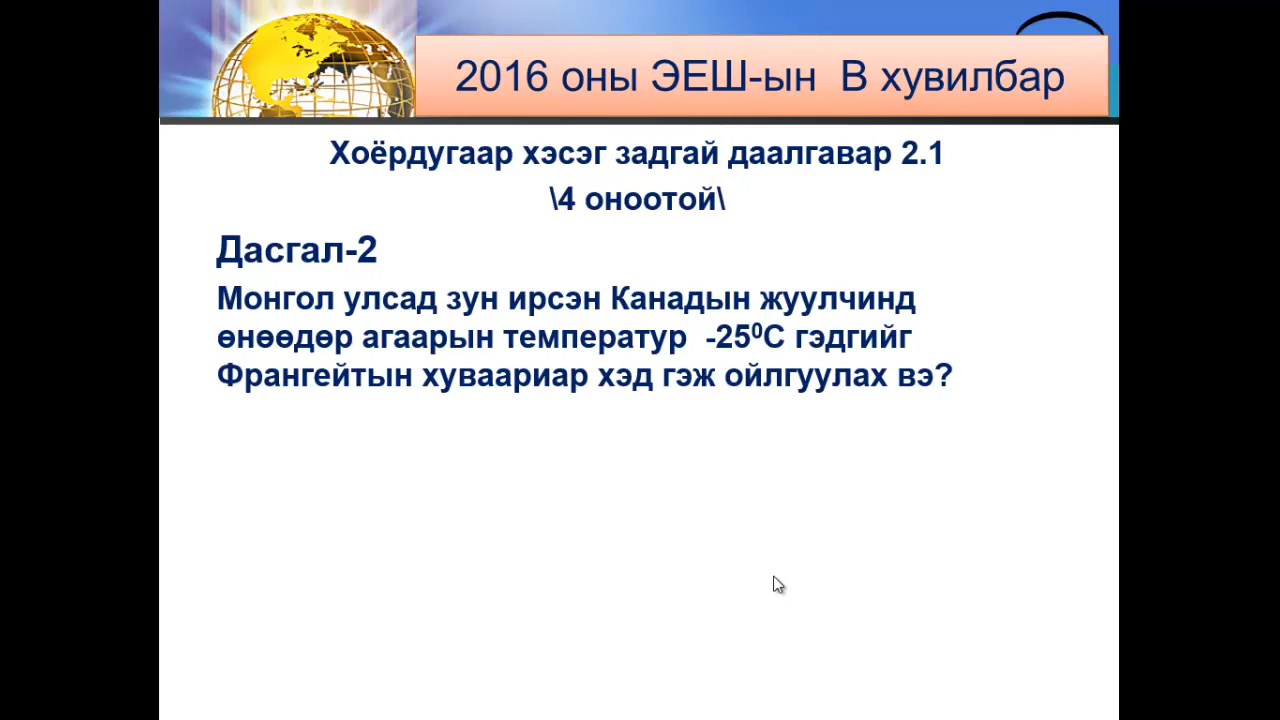 2016 оны ЭЕШ-ын В хувилбар
Хоёрдугаар хэсэг задгай даалгавар 2.1
\4 оноотой\
Дасгал-2
Монгол улсад зун ирсэн Канадын жуулчинд
өнөөдөр агаарын температур -25⁰С гэдгийг
Франгейтын хуваариар хэд гэж ойлгуулах вэ?